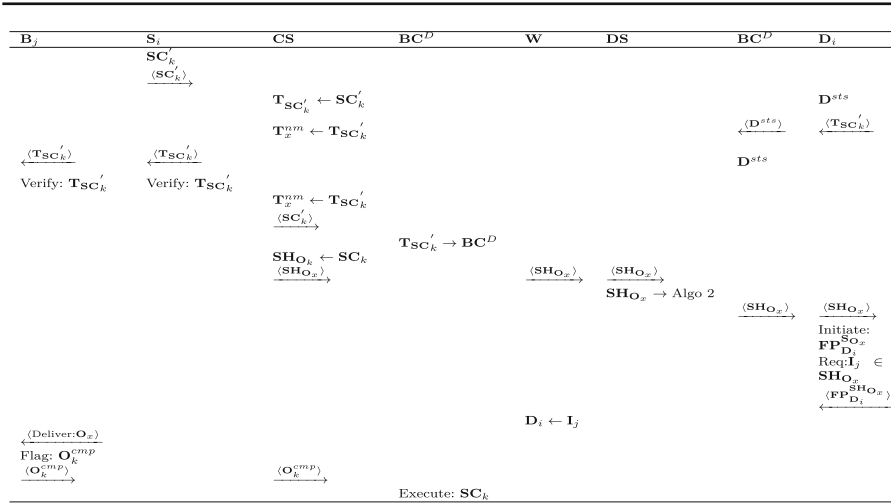 B_j S_i CS BC^D W DS BC^D D_i
SC'_k
⟨SC'_k⟩
T_{SC'_k} ← SC'_k D^{sts}
T_x^{nm} ← T_{SC'_k} ⟨D^{sts}⟩ ⟨T_{SC'_k}⟩
⟨T_{SC'_k}⟩ ⟨T_{SC'_k}⟩ D^{sts}
Verify: T_{SC'_k} Verify: T_{SC'_k}
T_x^{nm} ← T_{SC'_k}
⟨SC'_k⟩
T_{SC'_k} → BC^D
SH_{O_k} ← SC_k
⟨SH_{O_x}⟩ ⟨SH_{O_x}⟩ ⟨SH_{O_x}⟩
SH_{O_x} → Algo 2
⟨SH_{O_x}⟩ ⟨SH_{O_x}⟩
Initiate:
FP_{D_i}^{S_{O_x}}
Req:I_j ∈
SH_{O_x}
⟨FP_{D_i}^{SH_{O_x}}⟩
D_i ← I_j
⟨Deliver:O_x⟩
Flag: O_k^{cmp}
⟨O_k^{cmp}⟩ ⟨O_k^{cmp}⟩
Execute: SC_k